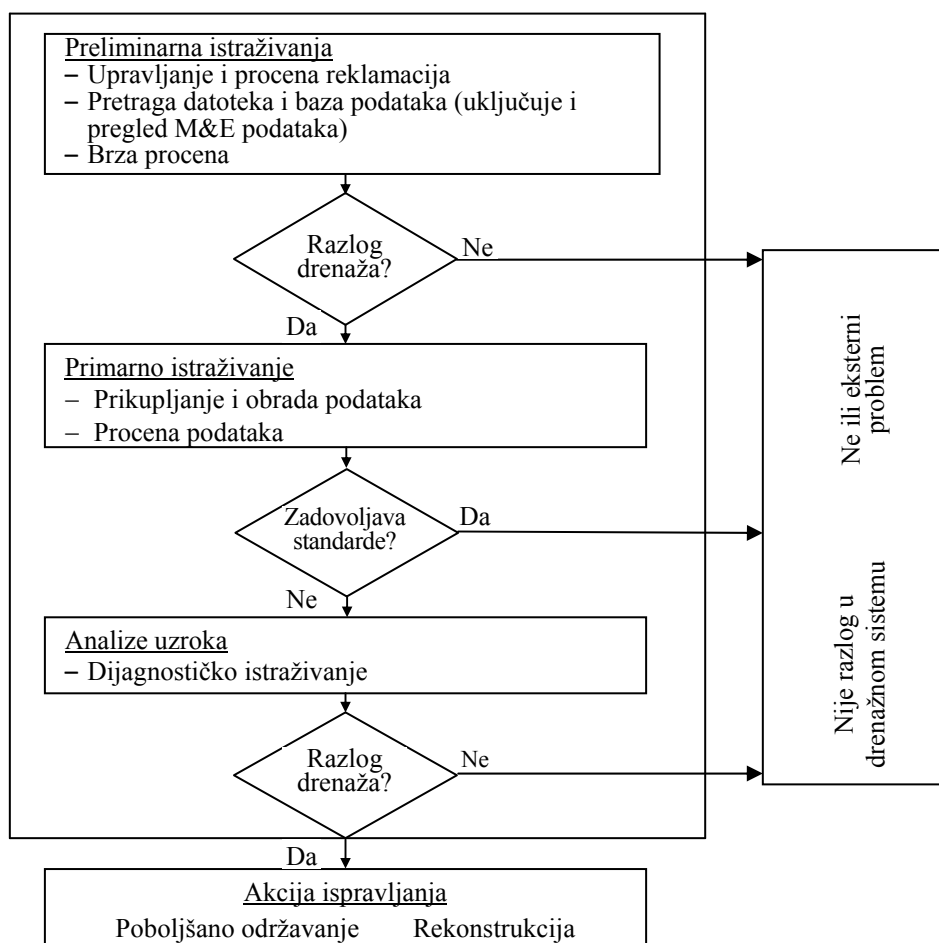 Preliminarna istraživanja
– Upravljanje i procena reklamacija
– Pretraga datoteka i baza podataka (uključuje i
pregled M&E podataka)
– Brza procena
Razlog
drenaža?
Ne
Da
Primarno istraživanje
– Prikupljanje i obrada podataka
– Procena podataka
Zadovoljava
standarde?
Da
Ne
Analize uzroka
– Dijagnostičko istraživanje
Razlog
drenaža?
Ne
Da
Ne ili eksterni
problem
Nije razlog u
drenažnom sistemu
Akcija ispravljanja
Poboljšano održavanje Rekonstrukcija